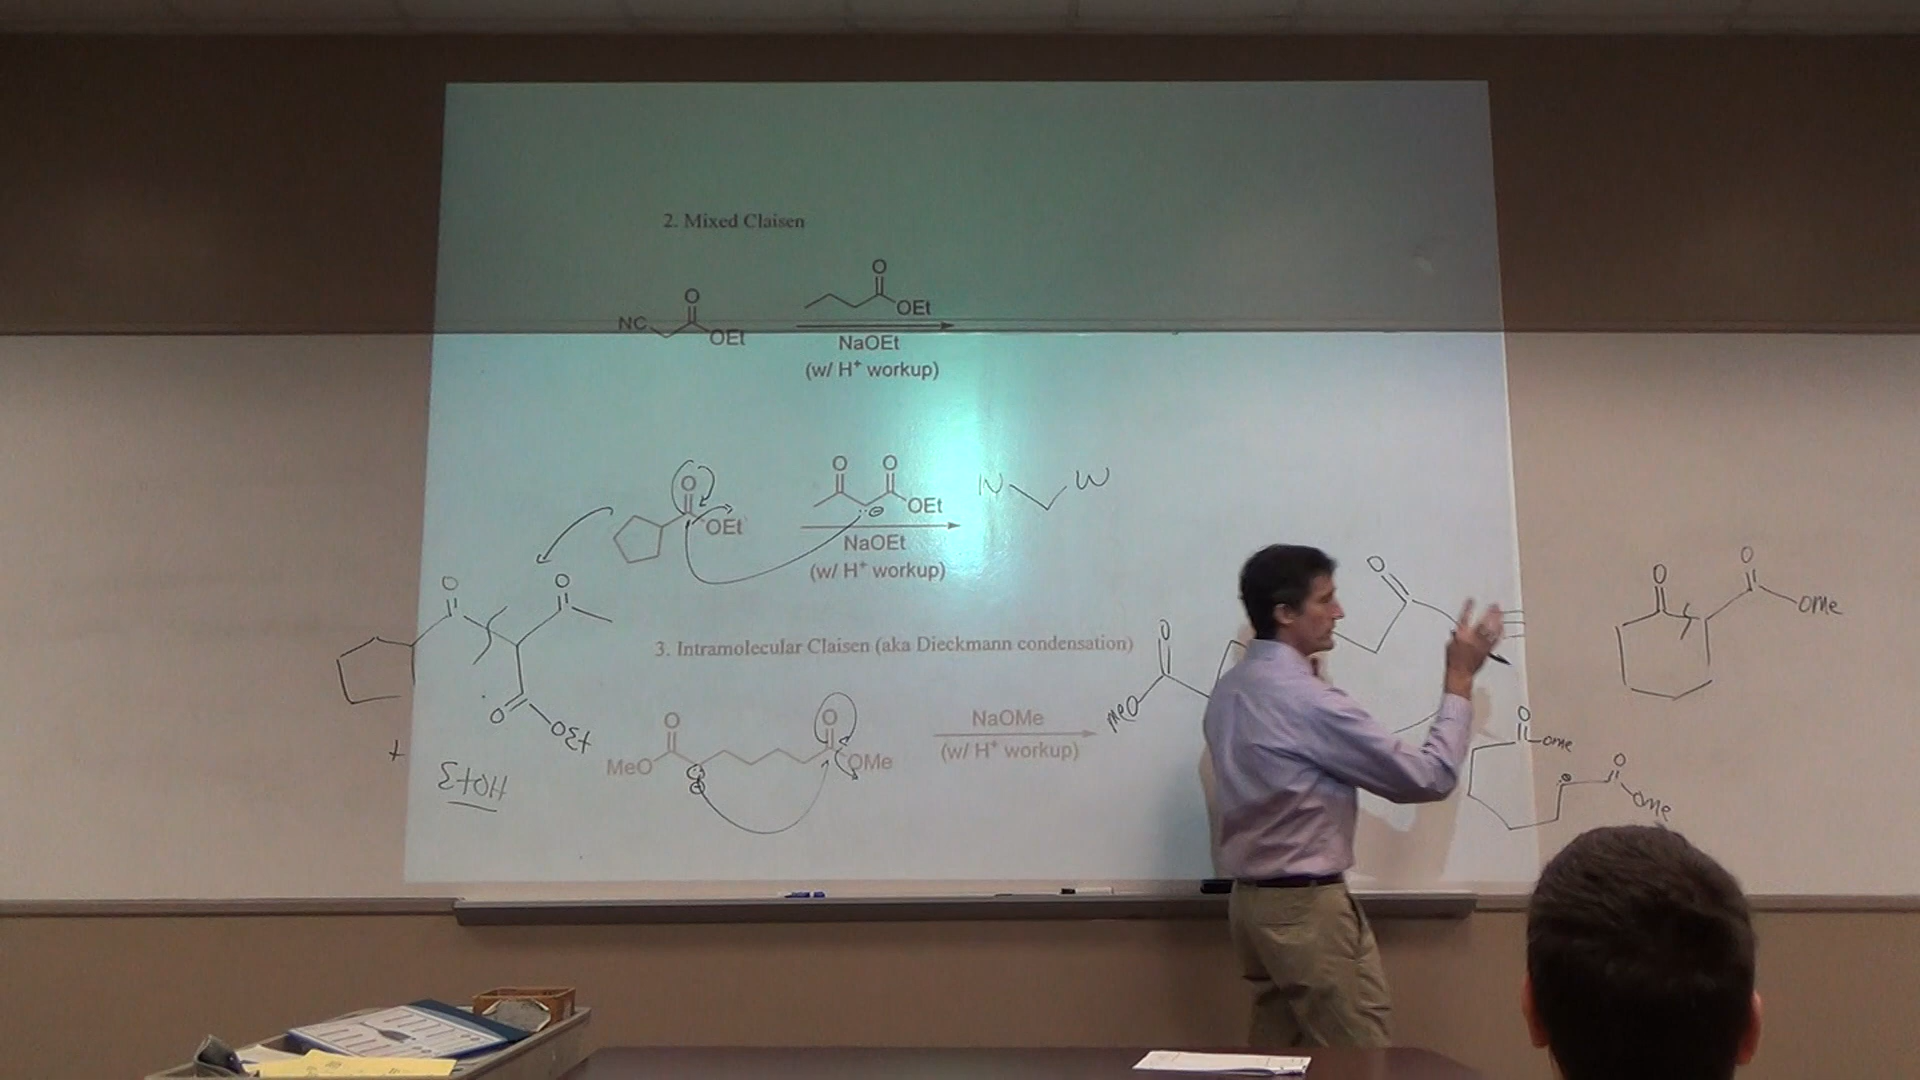 2. Mixed Claisen
O
O
NC
OEt
OEt
NaOEt
(w/ H⁺ workup)
O
O
O
OEt
OEt
⊖
NaOEt
(w/ H⁺ workup)
W
O
O
O
OEt
+
HOEt
3. Intramolecular Claisen (aka Dieckmann condensation)
O
O
MeO
OMe
NaOMe
(w/ H⁺ workup)
O
O
meO
O
O
OMe
O
OMe
O
OMe